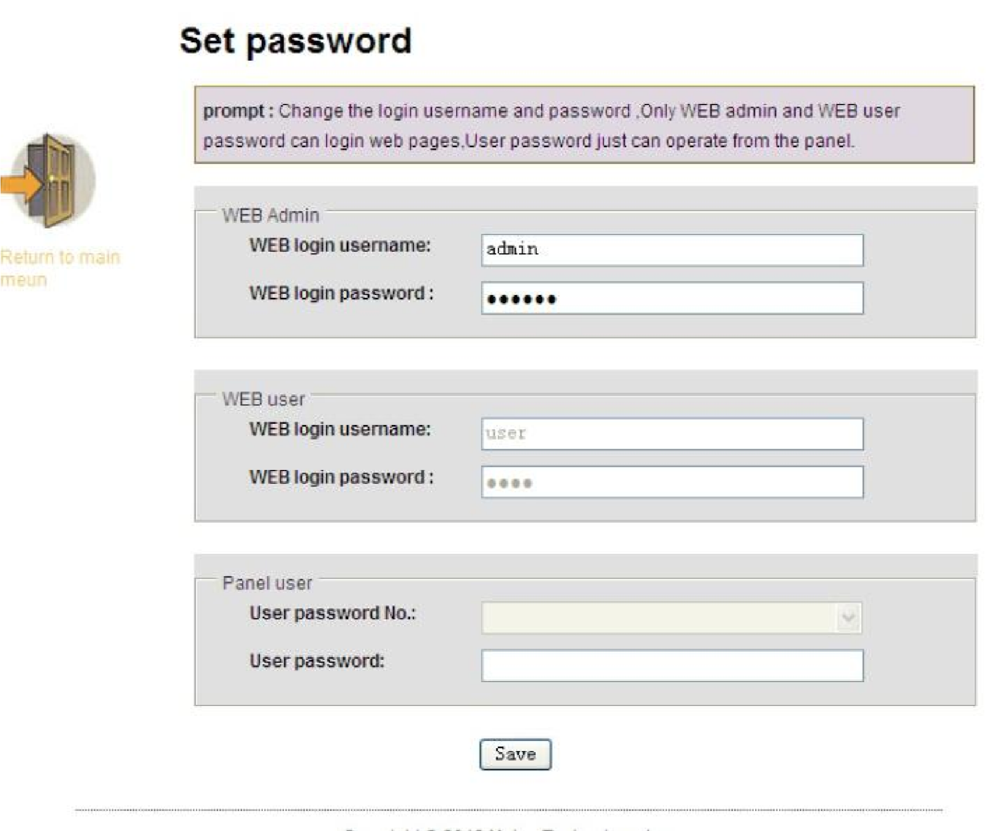 Set password
prompt : Change the login username and password ,Only WEB admin and WEB user
password can login web pages,User password just can operate from the panel.
Return to main
meun
WEB Admin
WEB login username:
admin
WEB login password :
••••••
WEB user
WEB login username:
user
WEB login password :
••••
Panel user
User password No.:
User password:
Save